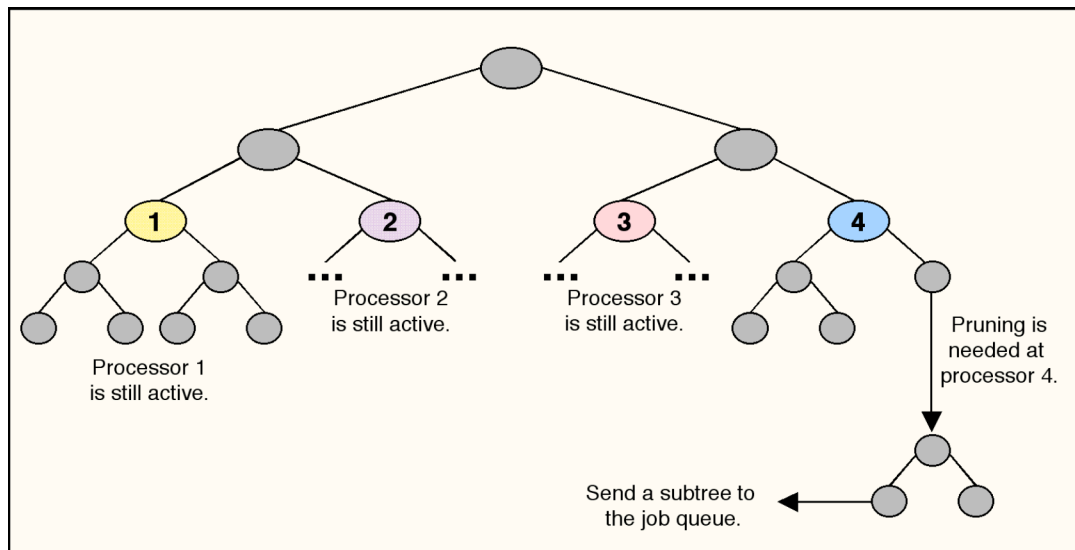 1
2
3
4
Processor 2
is still active.
Processor 3
is still active.
Processor 1
is still active.
Pruning is
needed at
processor 4.
Send a subtree to
the job queue.